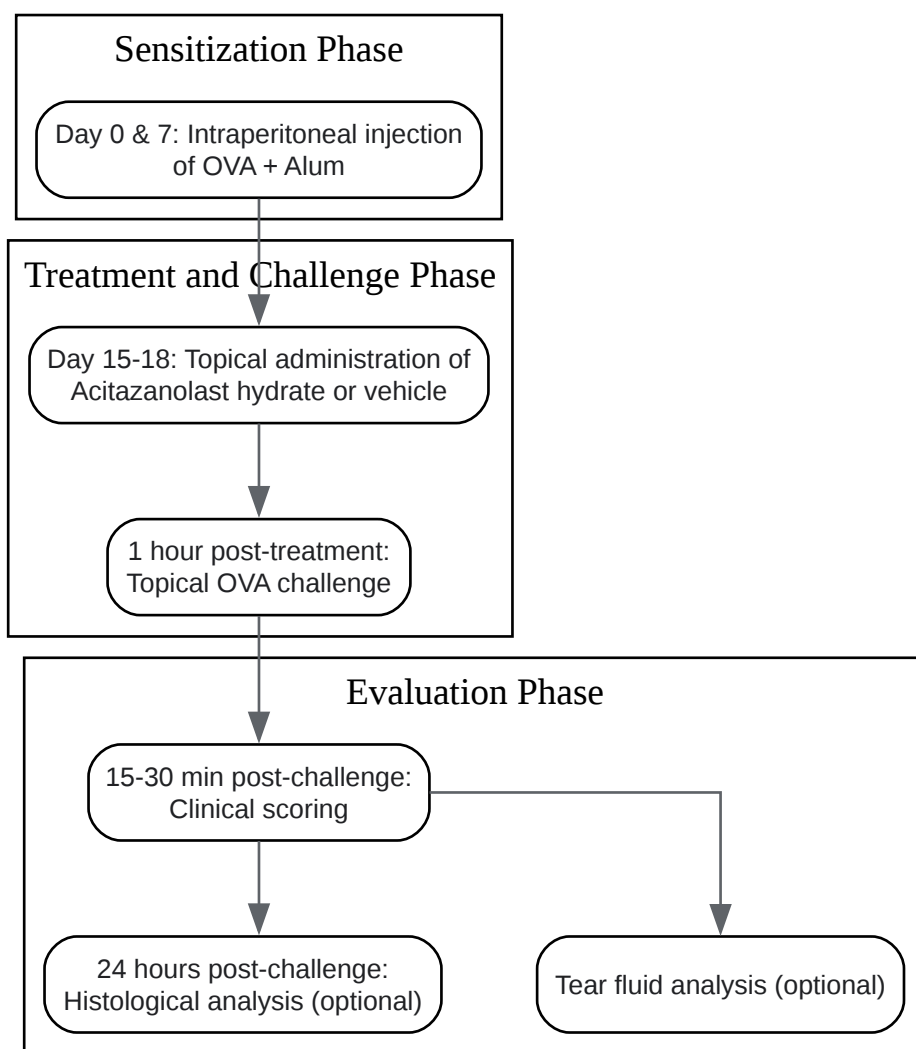 Sensitization Phase
Day 0 & 7: Intraperitoneal injection
of OVA + Alum
Treatment and Challenge Phase
Day 15-18: Topical administration of
Acitazanolast hydrate or vehicle
1 hour post-treatment:
Topical OVA challenge
Evaluation Phase
15-30 min post-challenge:
Clinical scoring
24 hours post-challenge:
Histological analysis (optional)
Tear fluid analysis (optional)